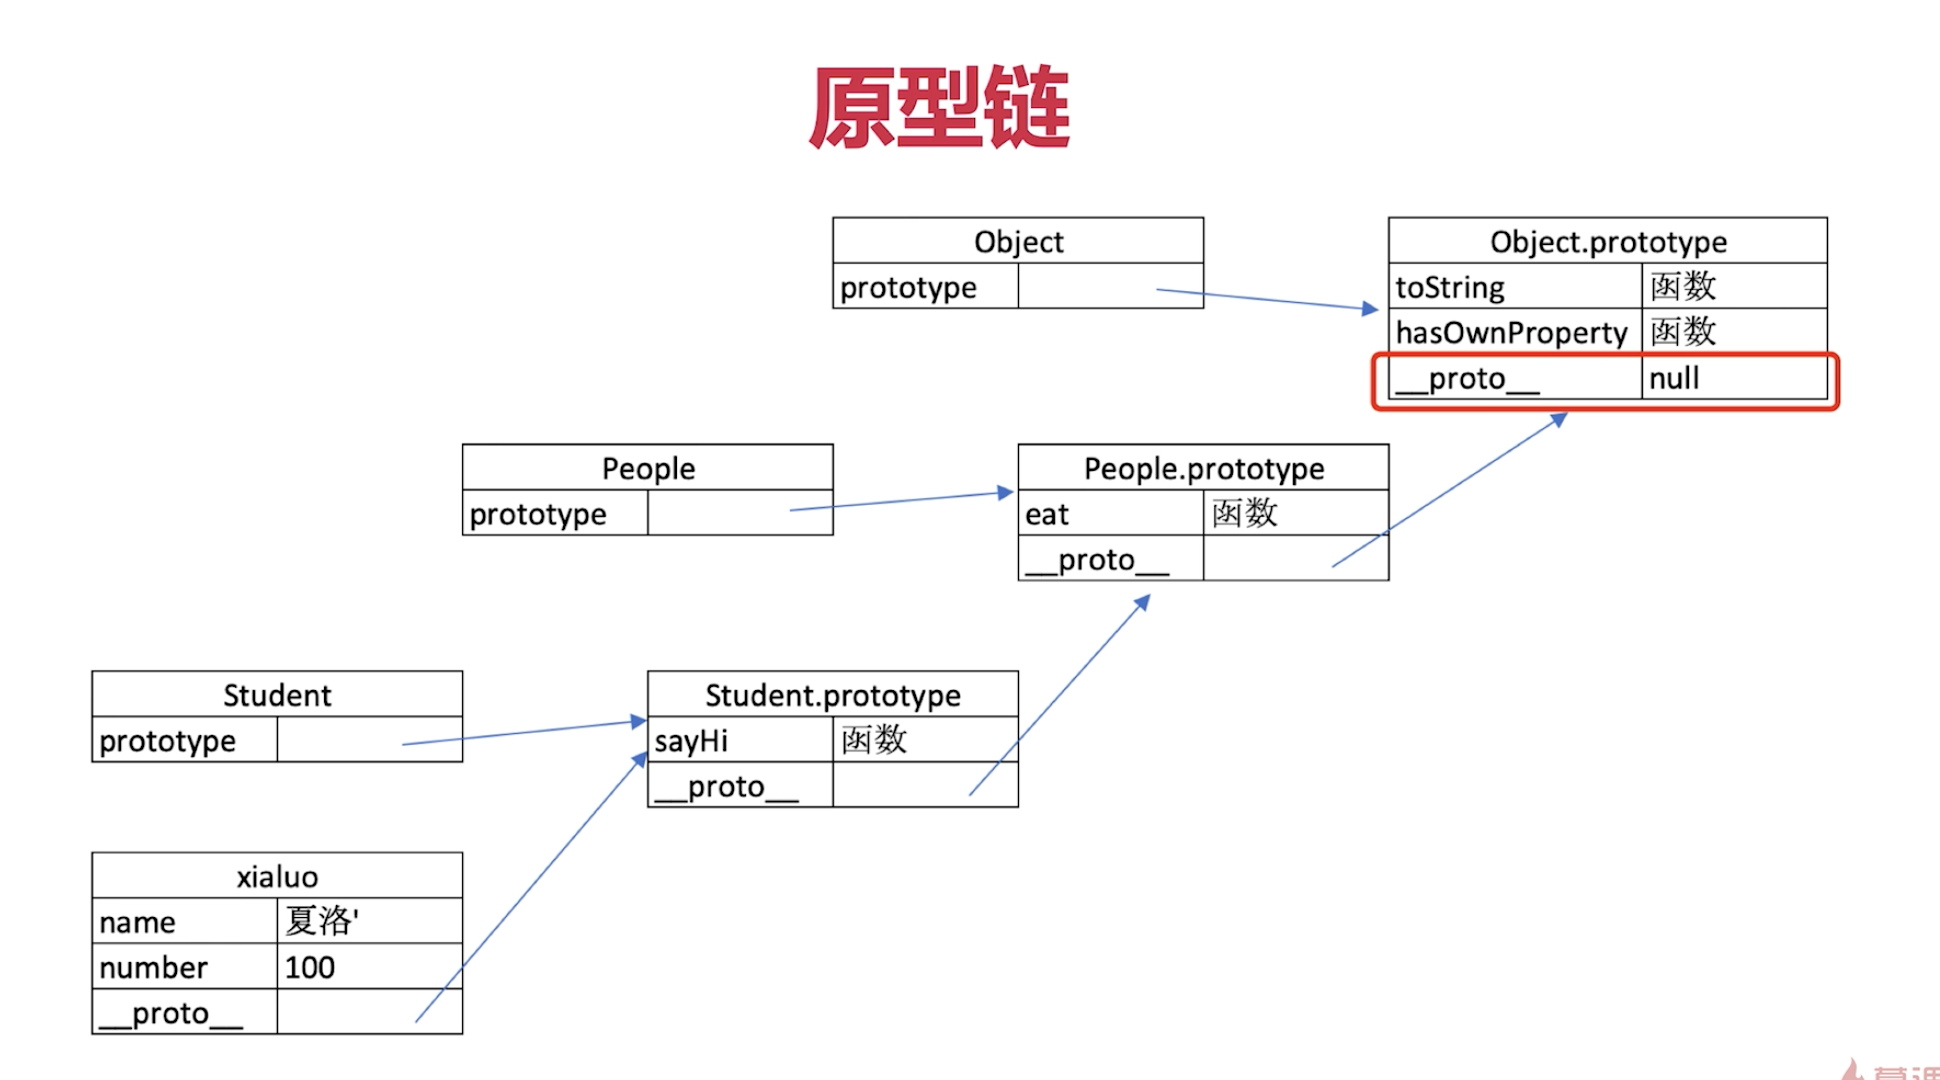 原型链
Object
prototype
Object.prototype
toString 函数
hasOwnProperty 函数
__proto__ null
People
prototype
People.prototype
eat 函数
__proto__
Student
prototype
Student.prototype
sayHi 函数
__proto__
xialuo
name 夏洛'
number 100
__proto__